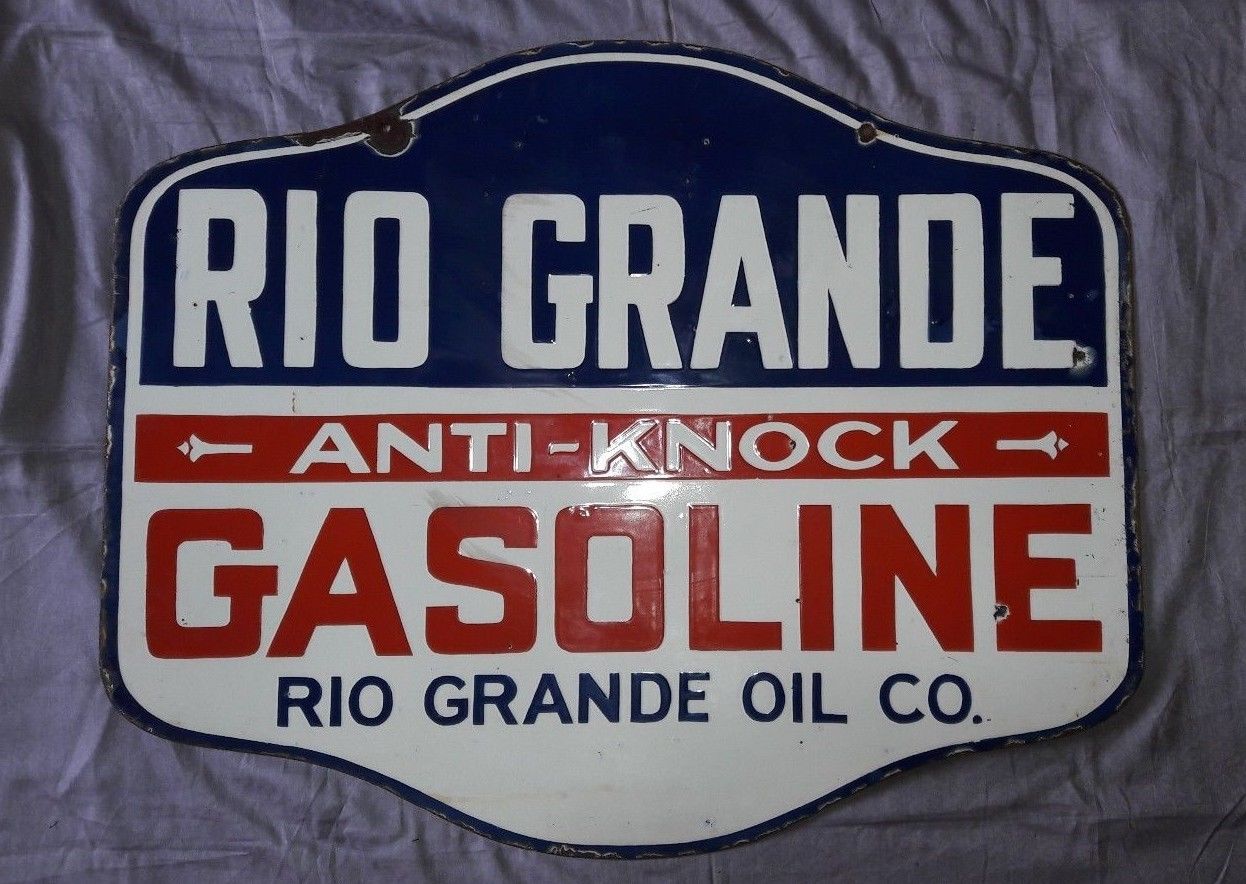 RIO GRANDE
ANTI-KNOCK
GASOLINE
RIO GRANDE OIL CO.